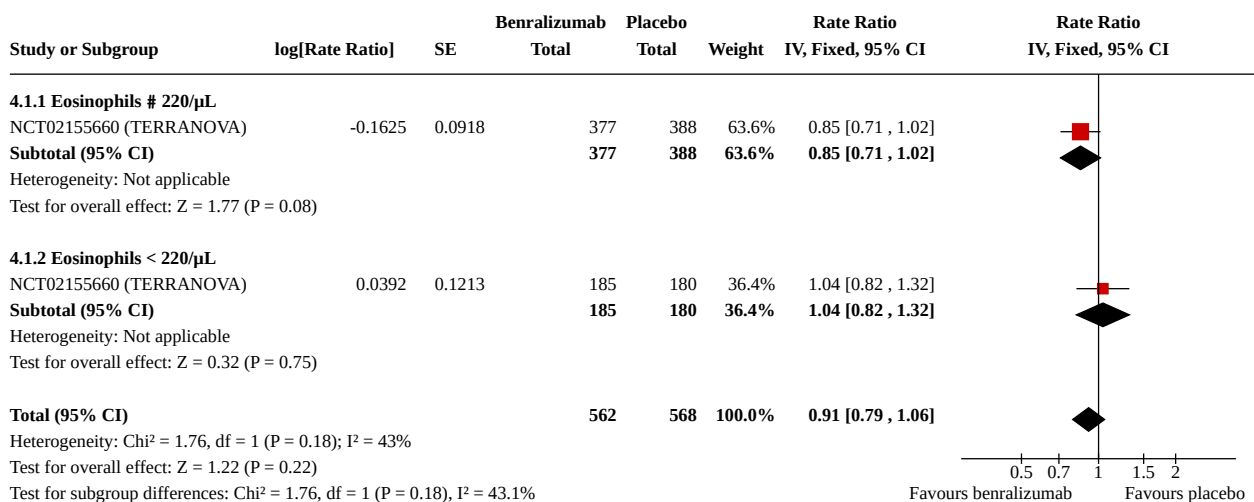 Benralizumab Placebo Rate Ratio Rate Ratio
Study or Subgroup log[Rate Ratio] SE Total Total Weight IV, Fixed, 95% CI IV, Fixed, 95% CI
4.1.1 Eosinophils # 220/µL
NCT02155660 (TERRANOVA) -0.1625 0.0918 377 388 63.6% 0.85 [0.71 , 1.02]
Subtotal (95% CI) 377 388 63.6% 0.85 [0.71 , 1.02]
Heterogeneity: Not applicable
Test for overall effect: Z = 1.77 (P = 0.08)
4.1.2 Eosinophils < 220/µL
NCT02155660 (TERRANOVA) 0.0392 0.1213 185 180 36.4% 1.04 [0.82 , 1.32]
Subtotal (95% CI) 185 180 36.4% 1.04 [0.82 , 1.32]
Heterogeneity: Not applicable
Test for overall effect: Z = 0.32 (P = 0.75)
Total (95% CI) 562 568 100.0% 0.91 [0.79 , 1.06]
Heterogeneity: Chi² = 1.76, df = 1 (P = 0.18); I² = 43%
Test for overall effect: Z = 1.22 (P = 0.22) 0.5 0.7 1 1.5 2
Test for subgroup differences: Chi² = 1.76, df = 1 (P = 0.18), I² = 43.1% Favours benralizumab Favours placebo